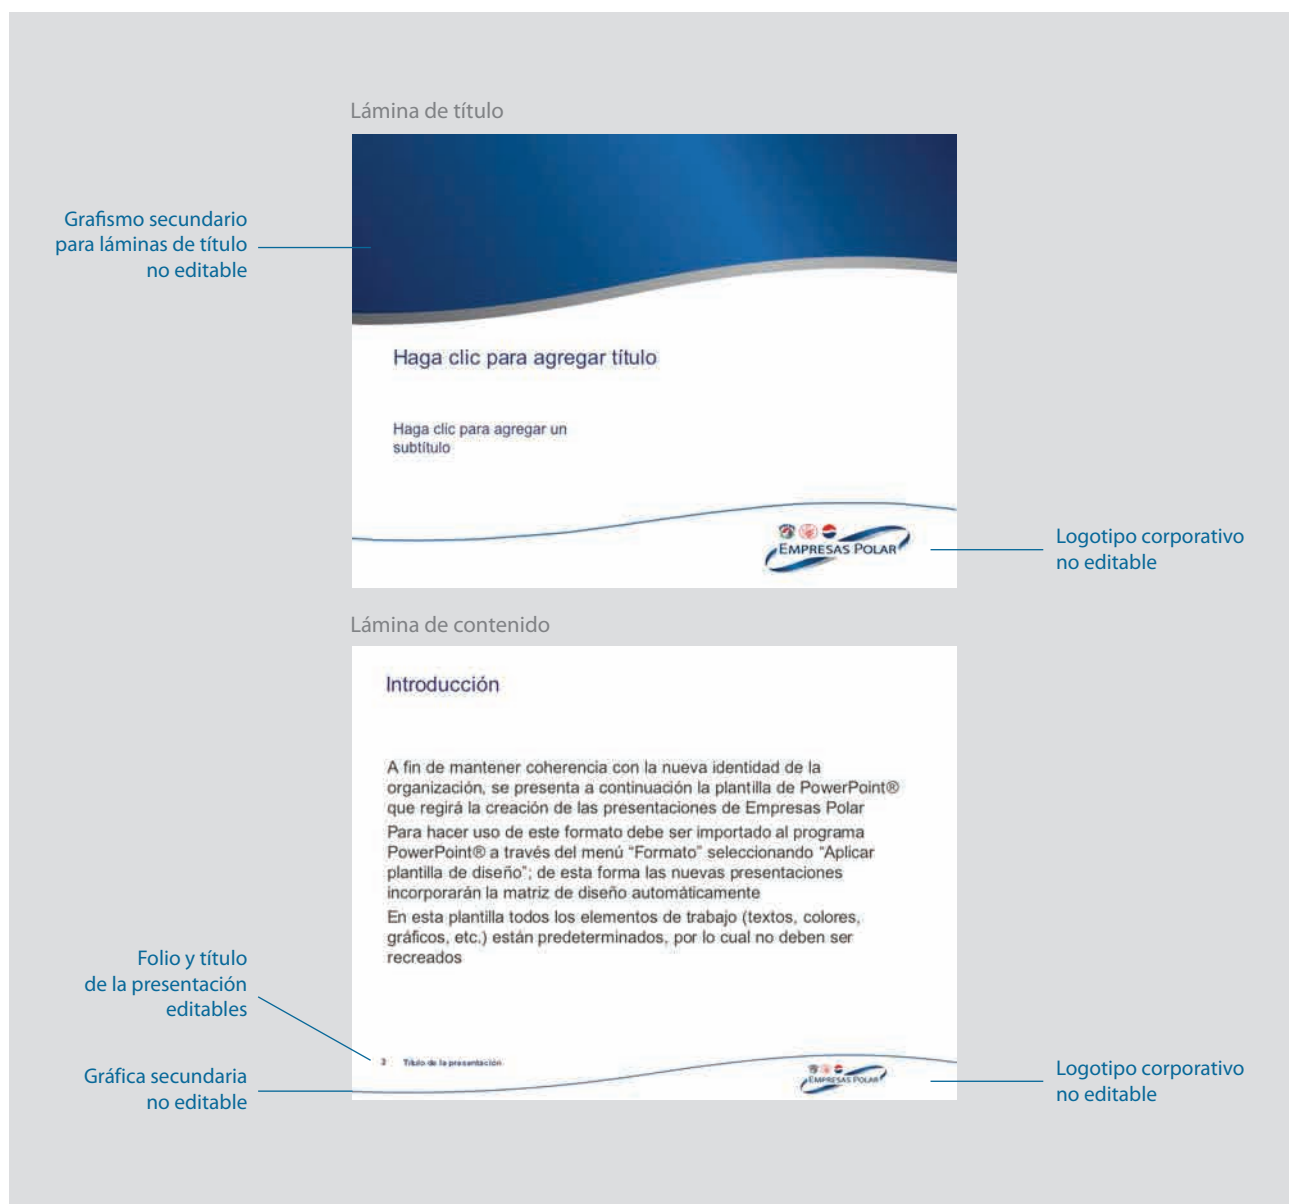 Lámina de título
Grafismo secundario
para láminas de título
no editable
Haga clic para agregar título
Haga clic para agregar un
subtítulo
EMPRESAS POLAR
Logotipo corporativo
no editable
Lámina de contenido
Introducción
A fin de mantener coherencia con la nueva identidad de la
organización, se presenta a continuación la plantilla de PowerPoint®
que regirá la creación de las presentaciones de Empresas Polar
Para hacer uso de este formato debe ser importado al programa
PowerPoint® a través del menú “Formato” seleccionando “Aplicar
plantilla de diseño”; de esta forma las nuevas presentaciones
incorporarán la matriz de diseño automáticamente
En esta plantilla todos los elementos de trabajo (textos, colores,
gráficos, etc.) están predeterminados, por lo cual no deben ser
recreados
Folio y título
de la presentación
editables
Título de la presentación
Gráfica secundaria
no editable
EMPRESAS POLAR
Logotipo corporativo
no editable